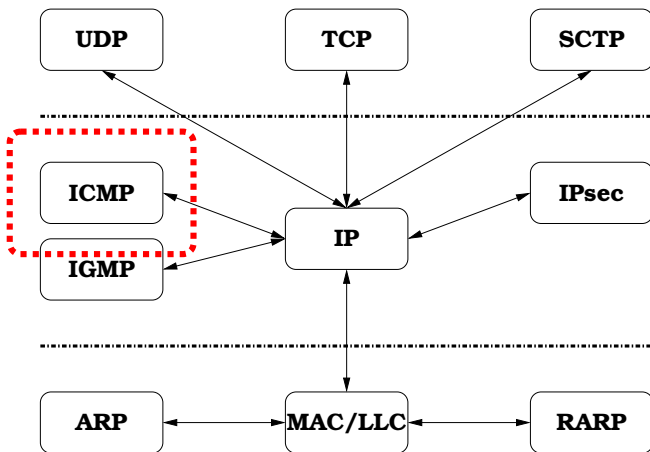 UDP
TCP
SCTP
ICMP
IPsec
IP
IGMP
ARP
MAC/LLC
RARP